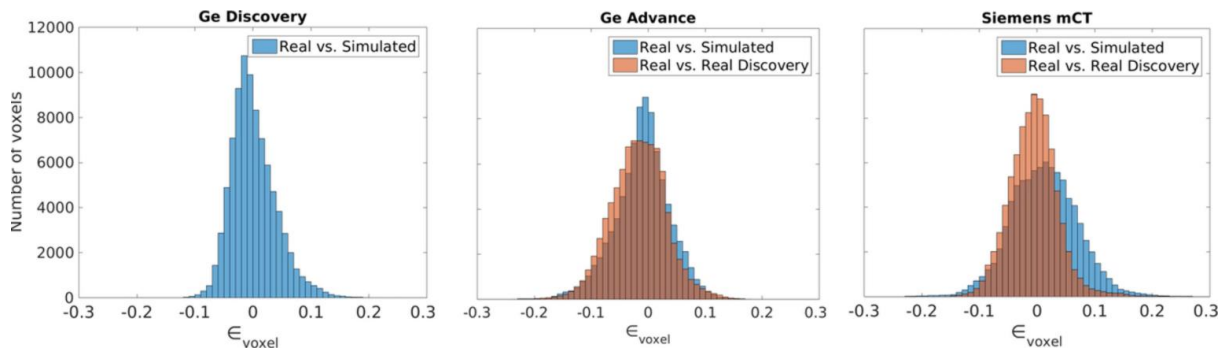 Ge Discovery
12000
10000
8000
6000
4000
2000
0
Number of voxels
Real vs. Simulated
-0.3 -0.2 -0.1 0 0.1 0.2 0.3
∈voxel
Ge Advance
Real vs. Simulated
Real vs. Real Discovery
-0.3 -0.2 -0.1 0 0.1 0.2 0.3
∈voxel
Siemens mCT
Real vs. Simulated
Real vs. Real Discovery
-0.3 -0.2 -0.1 0 0.1 0.2 0.3
∈voxel